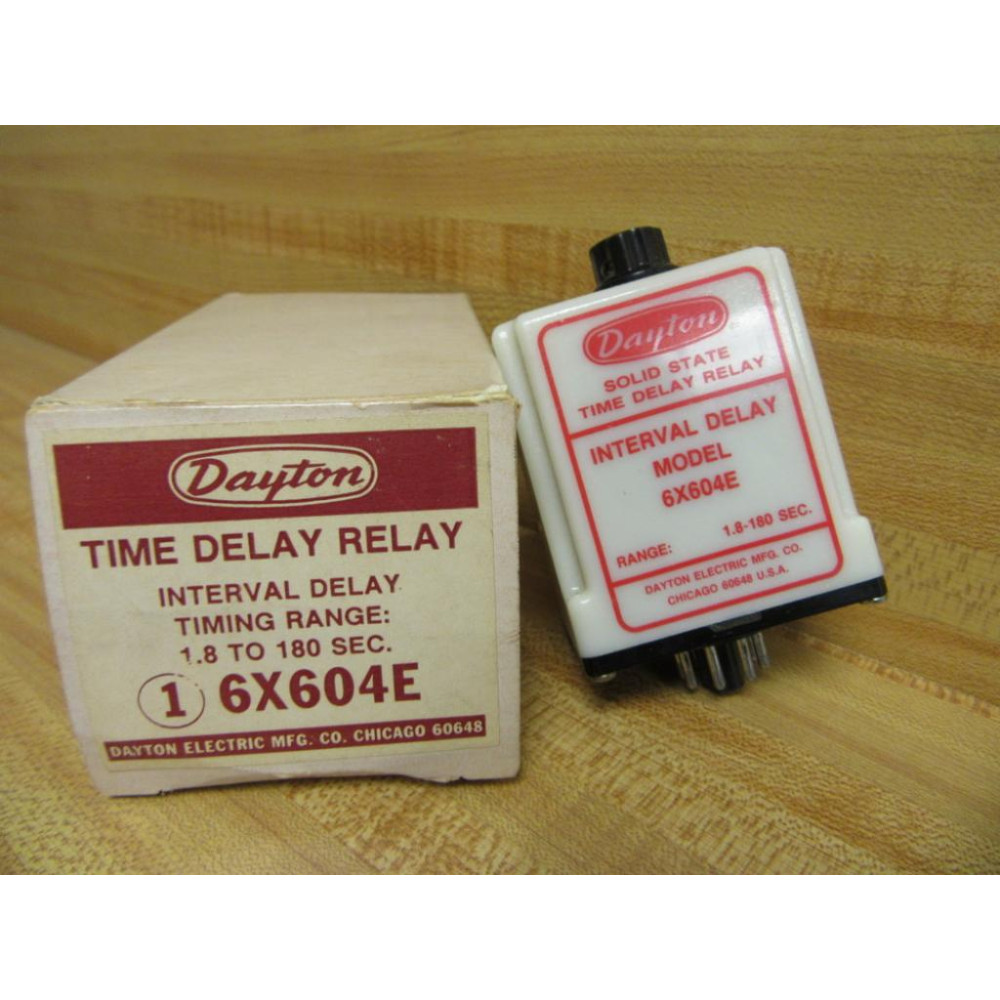 Dayton
TIME DELAY RELAY
INTERVAL DELAY
TIMING RANGE:
1.8 TO 180 SEC.
1 6X604E
DAYTON ELECTRIC MFG. CO. CHICAGO 60648
Dayton
SOLID STATE
TIME DELAY RELAY
INTERVAL DELAY
MODEL
6X604E
RANGE: 1.8-180 SEC.
DAYTON ELECTRIC MFG. CO.
CHICAGO 60648 U.S.A.